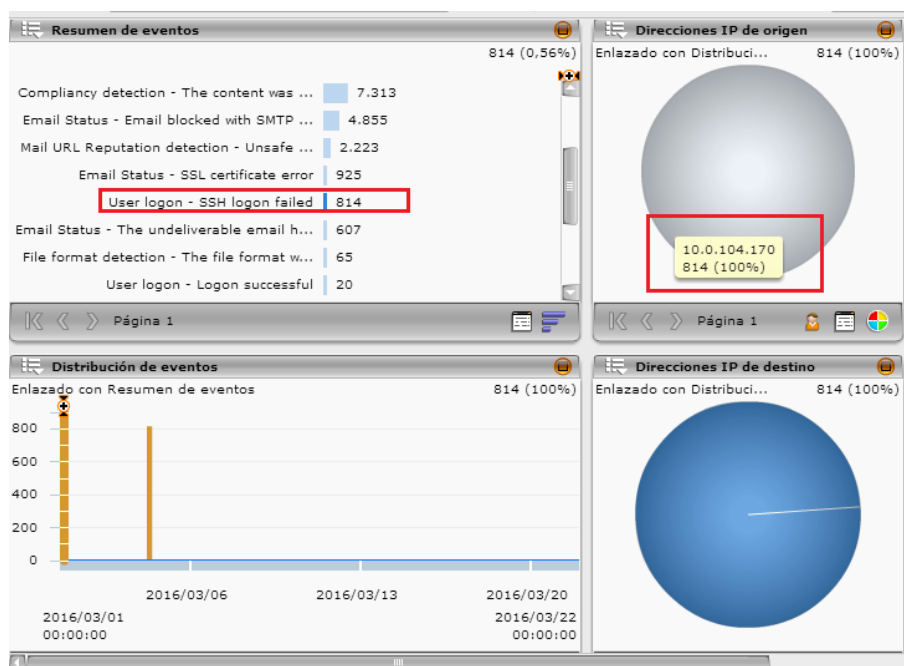 Resumen de eventos
814 (0,56%)
Compliancy detection - The content was ... 7.313
Email Status - Email blocked with SMTP ... 4.855
Mail URL Reputation detection - Unsafe ... 2.223
Email Status - SSL certificate error 925
User logon - SSH logon failed 814
Email Status - The undeliverable email h... 607
File format detection - The file format w... 65
User logon - Logon successful 20
Página 1
Direcciones IP de origen
Enlazado con Distribuci... 814 (100%)
10.0.104.170
814 (100%)
Página 1
Distribución de eventos
Enlazado con Resumen de eventos 814 (100%)
800
600
400
200
0
2016/03/06 2016/03/13 2016/03/20
2016/03/01 2016/03/22
00:00:00 00:00:00
Direcciones IP de destino
Enlazado con Distribuci... 814 (100%)